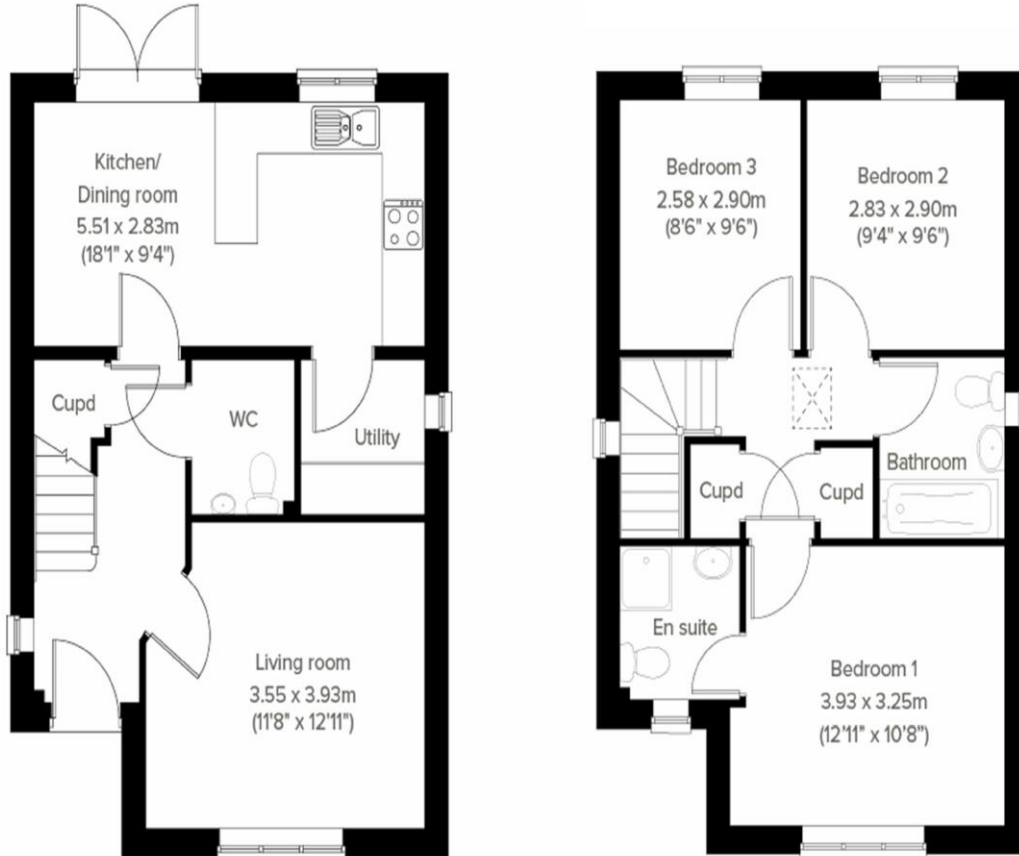 Kitchen/
Dining room
5.51 x 2.83m
(18'1" x 9'4")
Cupd
WC
Utility
Living room
3.55 x 3.93m
(11'8" x 12'11")
Bedroom 3
2.58 x 2.90m
(8'6" x 9'6")
Bedroom 2
2.83 x 2.90m
(9'4" x 9'6")
Cupd
Cupd
Bathroom
En suite
Bedroom 1
3.93 x 3.25m
(12'11" x 10'8")